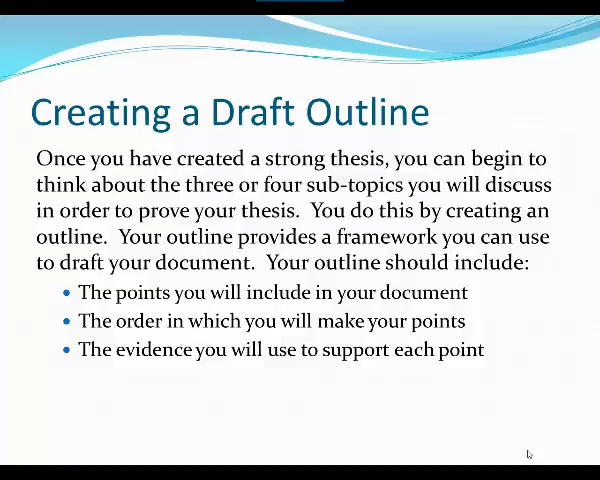 Creating a Draft Outline
Once you have created a strong thesis, you can begin to
think about the three or four sub-topics you will discuss
in order to prove your thesis.  You do this by creating an
outline.  Your outline provides a framework you can use
to draft your document.  Your outline should include:
• The points you will include in your document
• The order in which you will make your points
• The evidence you will use to support each point